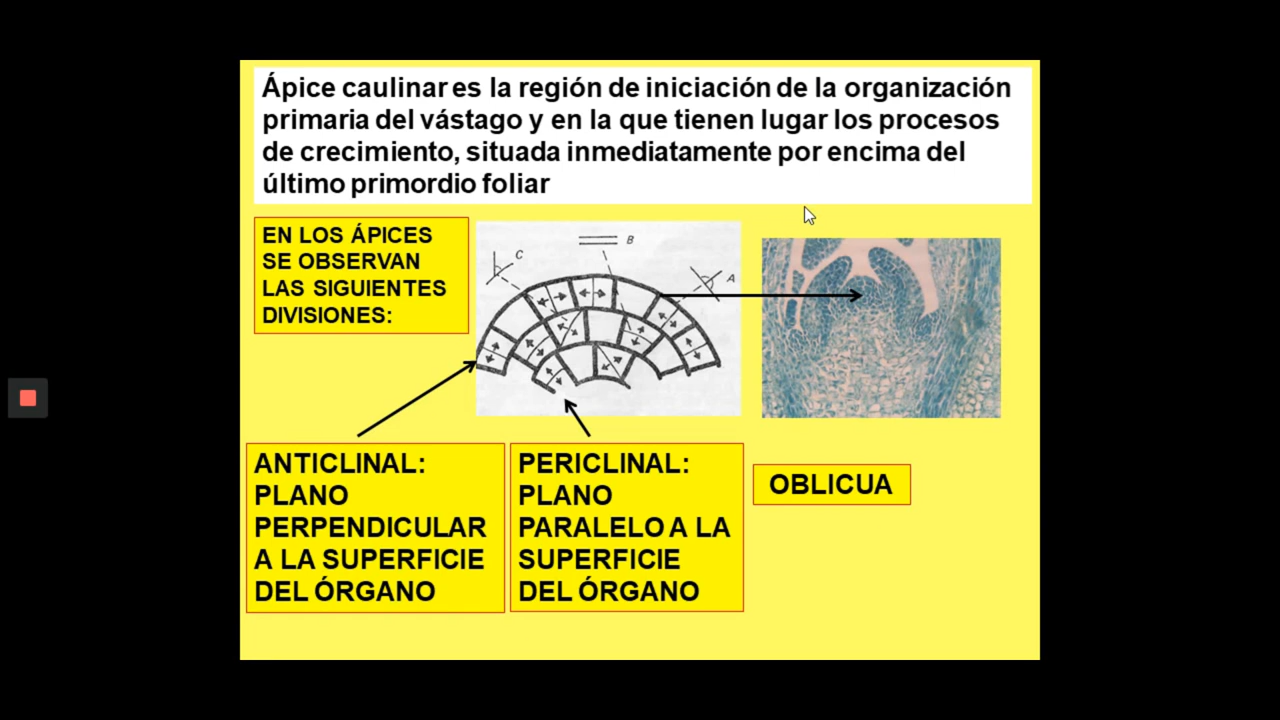 Ápice caulinar es la región de iniciación de la organización
primaria del vástago y en la que tienen lugar los procesos
de crecimiento, situada inmediatamente por encima del
último primordio foliar
EN LOS ÁPICES
SE OBSERVAN
LAS SIGUIENTES
DIVISIONES:
C
B
A
ANTICLINAL:
PLANO
PERPENDICULAR
A LA SUPERFICIE
DEL ÓRGANO
PERICLINAL:
PLANO
PARALELO A LA
SUPERFICIE
DEL ÓRGANO
OBLICUA